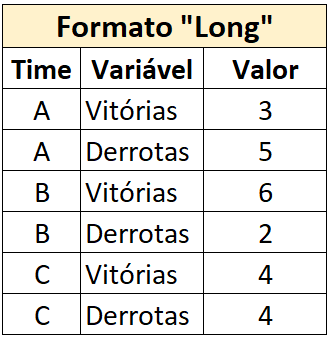 Formato "Long"
Time Variável Valor
A Vitórias 3
A Derrotas 5
B Vitórias 6
B Derrotas 2
C Vitórias 4
C Derrotas 4